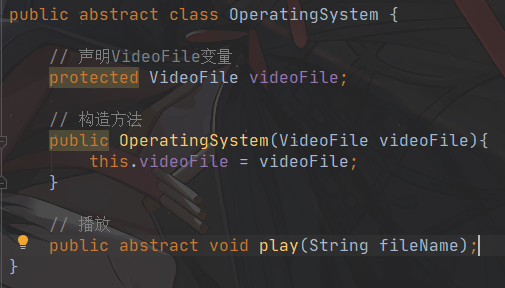 public abstract class OperatingSystem {
// 声明VideoFile变量
protected VideoFile videoFile;
// 构造方法
public OperatingSystem(VideoFile videoFile){
this.videoFile = videoFile;
}
// 播放
public abstract void play(String fileName);
}